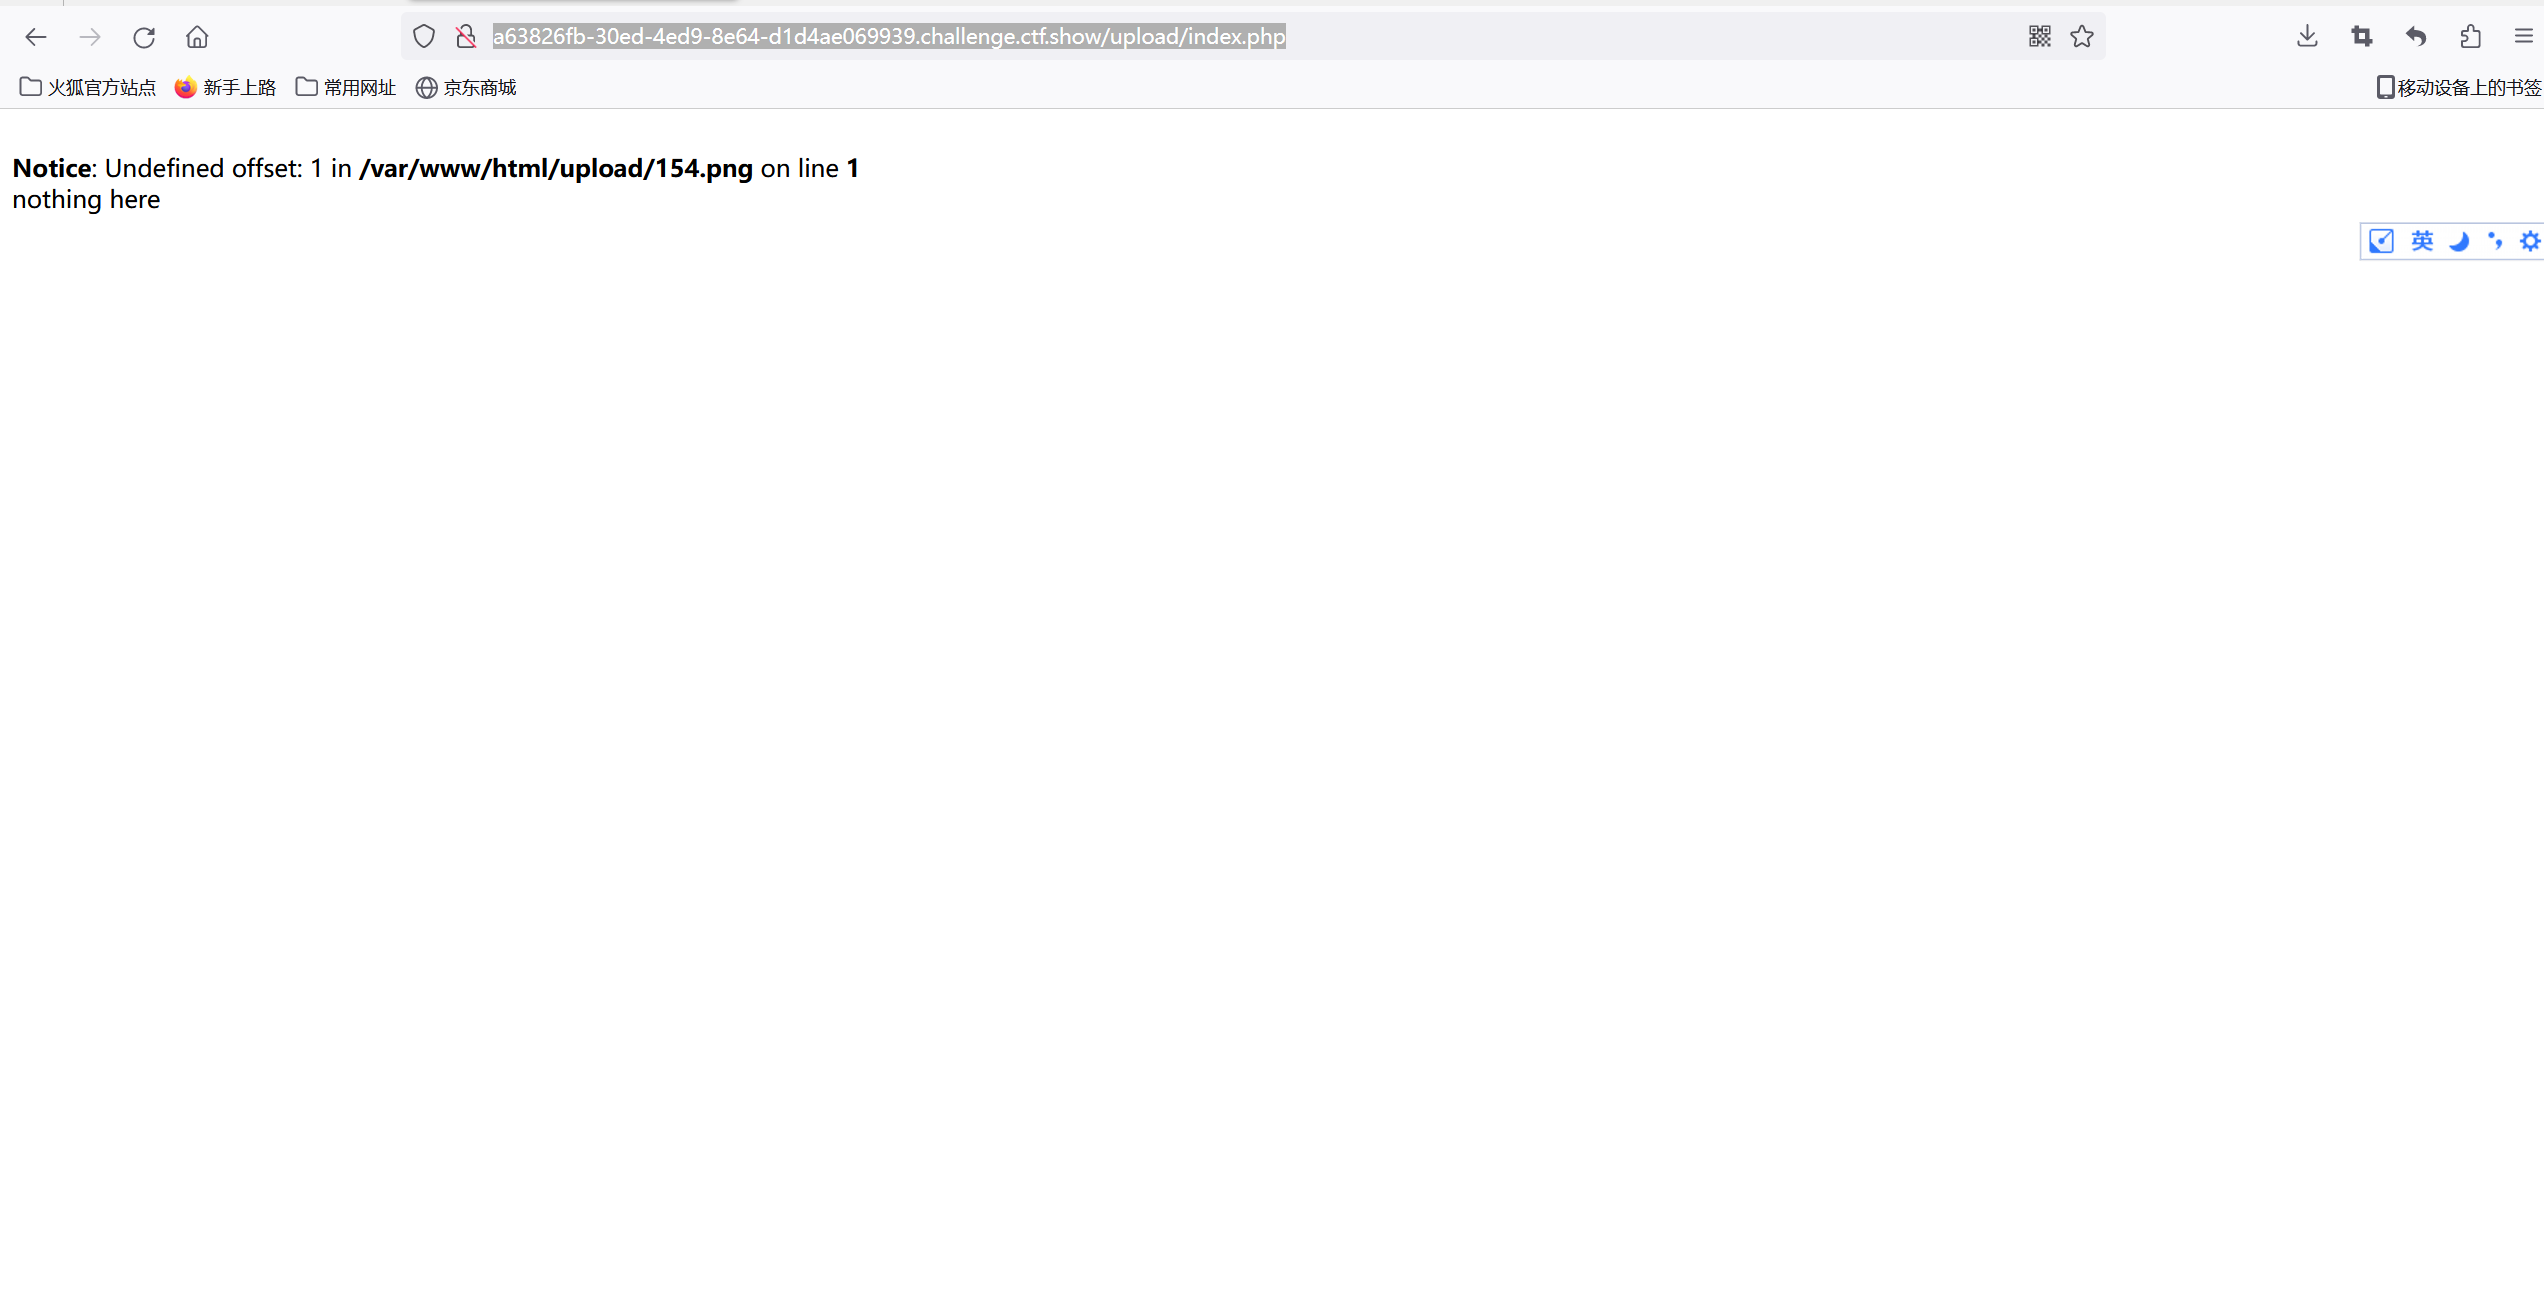 a63826fb-30ed-4ed9-8e64-d1d4ae069939.challenge.ctf.show/upload/index.php
火狐官方站点 新手上路 常用网址 京东商城 移动设备上的书签
Notice: Undefined offset: 1 in /var/www/html/upload/154.png on line 1
nothing here
英